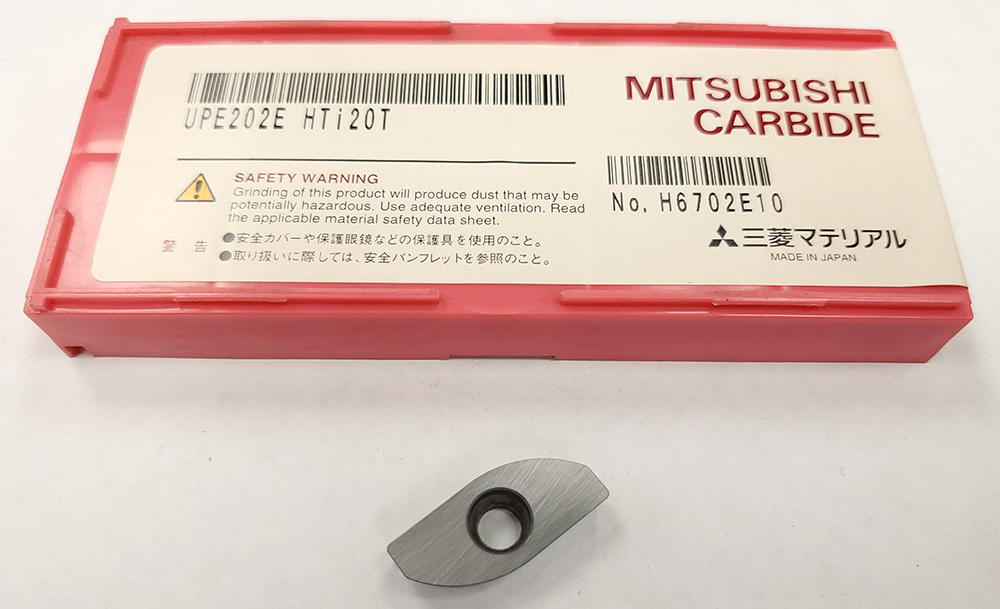 UPE202E HTi20T
SAFETY WARNING
Grinding of this product will produce dust that may be
potentially hazardous. Use adequate ventilation. Read
the applicable material safety data sheet.
警 告
●安全カバーや保護眼鏡などの保護具を使用のこと。
●取り扱いに際しては、安全パンフレットを参照のこと。
MITSUBISHI
CARBIDE
No. H6702E10
三菱マテリアル
MADE IN JAPAN